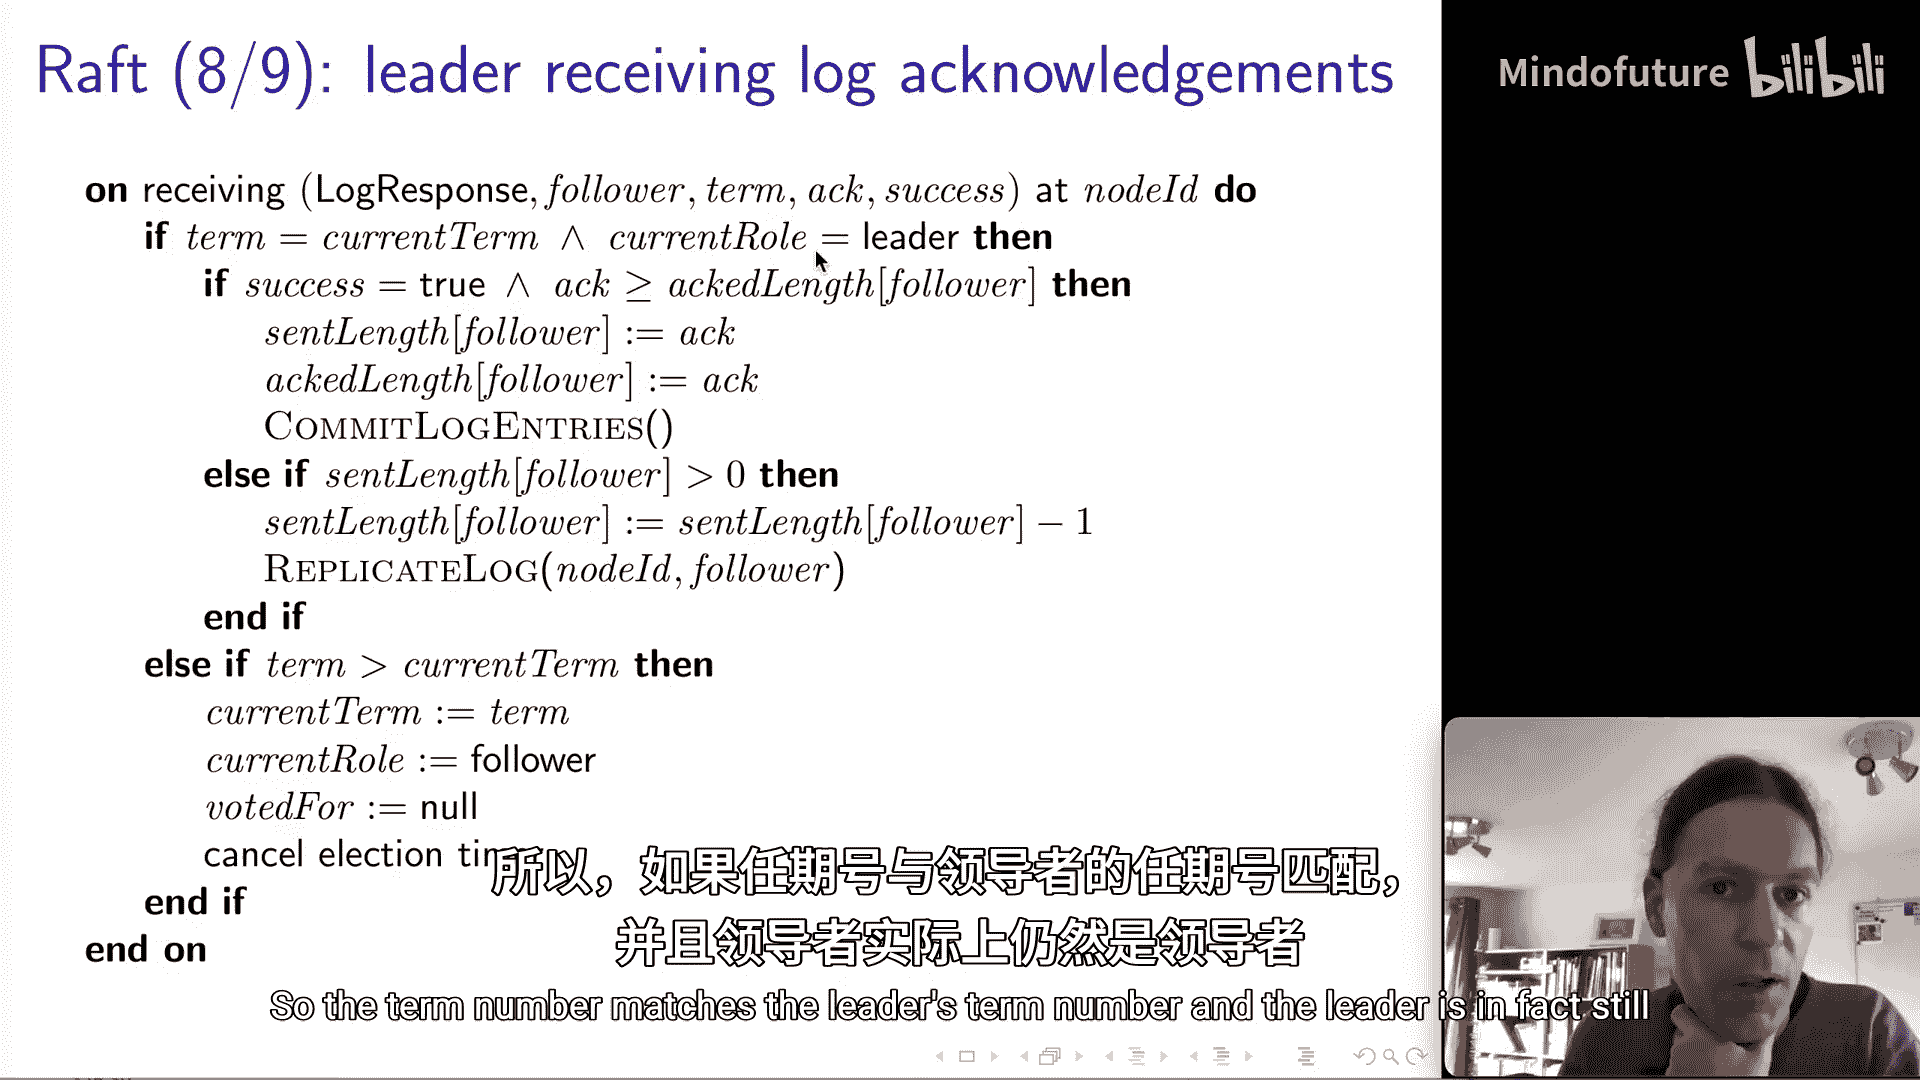 Raft (8/9): leader receiving log acknowledgements
Mindofuture bilibili
on receiving (LogResponse, follower, term, ack, success) at nodeId do
if term = currentTerm ∧ currentRole = leader then
if success = true ∧ ack ≥ ackedLength[follower] then
sentLength[follower] := ack
ackedLength[follower] := ack
CommitLogEntries()
else if sentLength[follower] > 0 then
sentLength[follower] := sentLength[follower] − 1
ReplicateLog(nodeId, follower)
end if
else if term > currentTerm then
currentTerm := term
currentRole := follower
votedFor := null
cancel election
end if
end on
所以，如果任期号与领导者的任期号匹配，
并且领导者实际上仍然是领导者
So the term number matches the leader's term number and the leader is in fact still